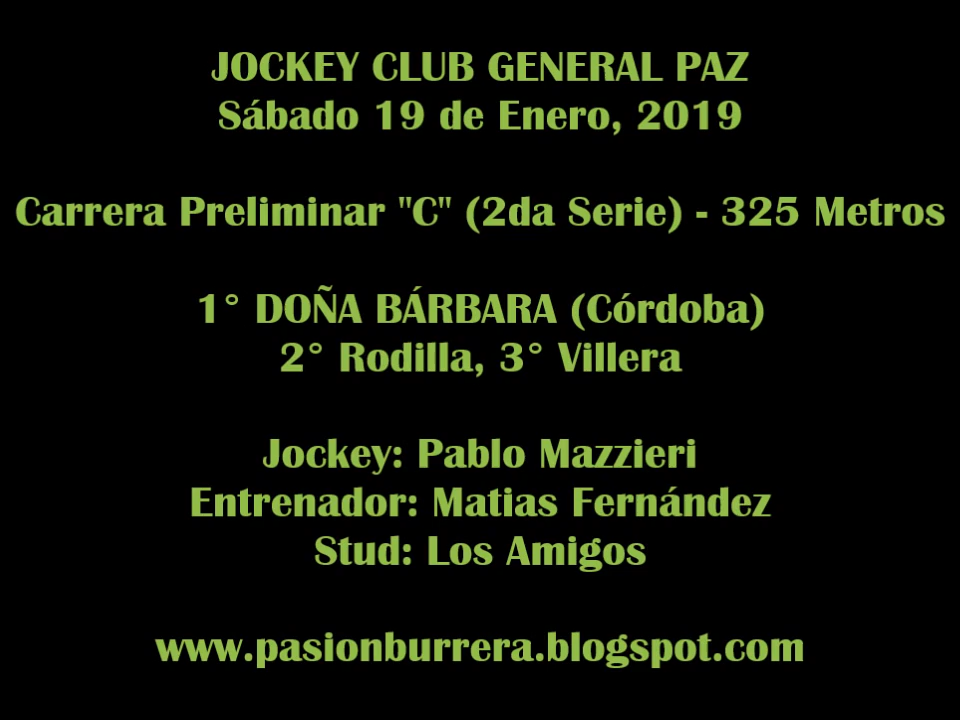 JOCKEY CLUB GENERAL PAZ
Sábado 19 de Enero, 2019
Carrera Preliminar "C" (2da Serie) - 325 Metros
1° DOÑA BÁRBARA (Córdoba)
2° Rodilla, 3° Villera
Jockey: Pablo Mazzieri
Entrenador: Matias Fernández
Stud: Los Amigos
www.pasionburrera.blogspot.com